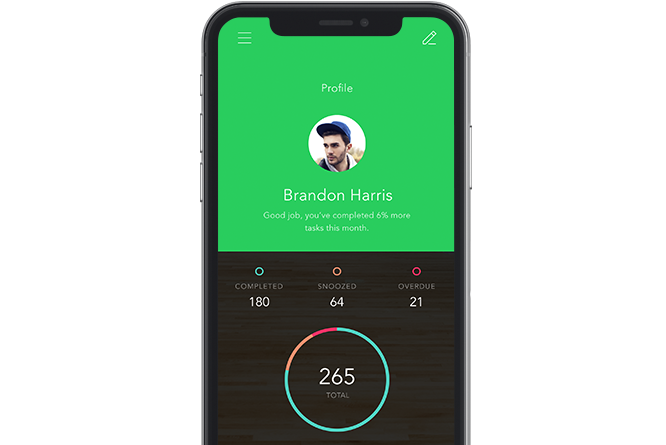 Profile
Brandon Harris
Good job, you've completed 6% more
tasks this month.
COMPLETED SNOOZED OVERDUE
180 64 21
265
TOTAL